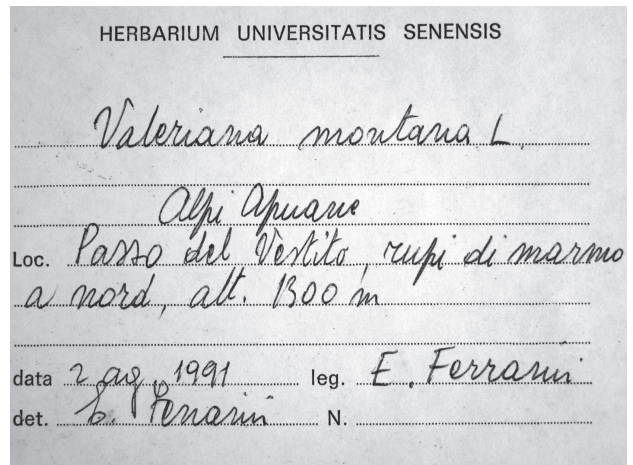 HERBARIUM UNIVERSITATIS SENENSIS
Valeriana montana L.
Alpi Apuane
Loc. Passo del Vestito, rupi di marmo
a nord, alt. 1300 m
data 2 ag. 1991 leg. E. Ferrarini
det. E. Ferrarini N.